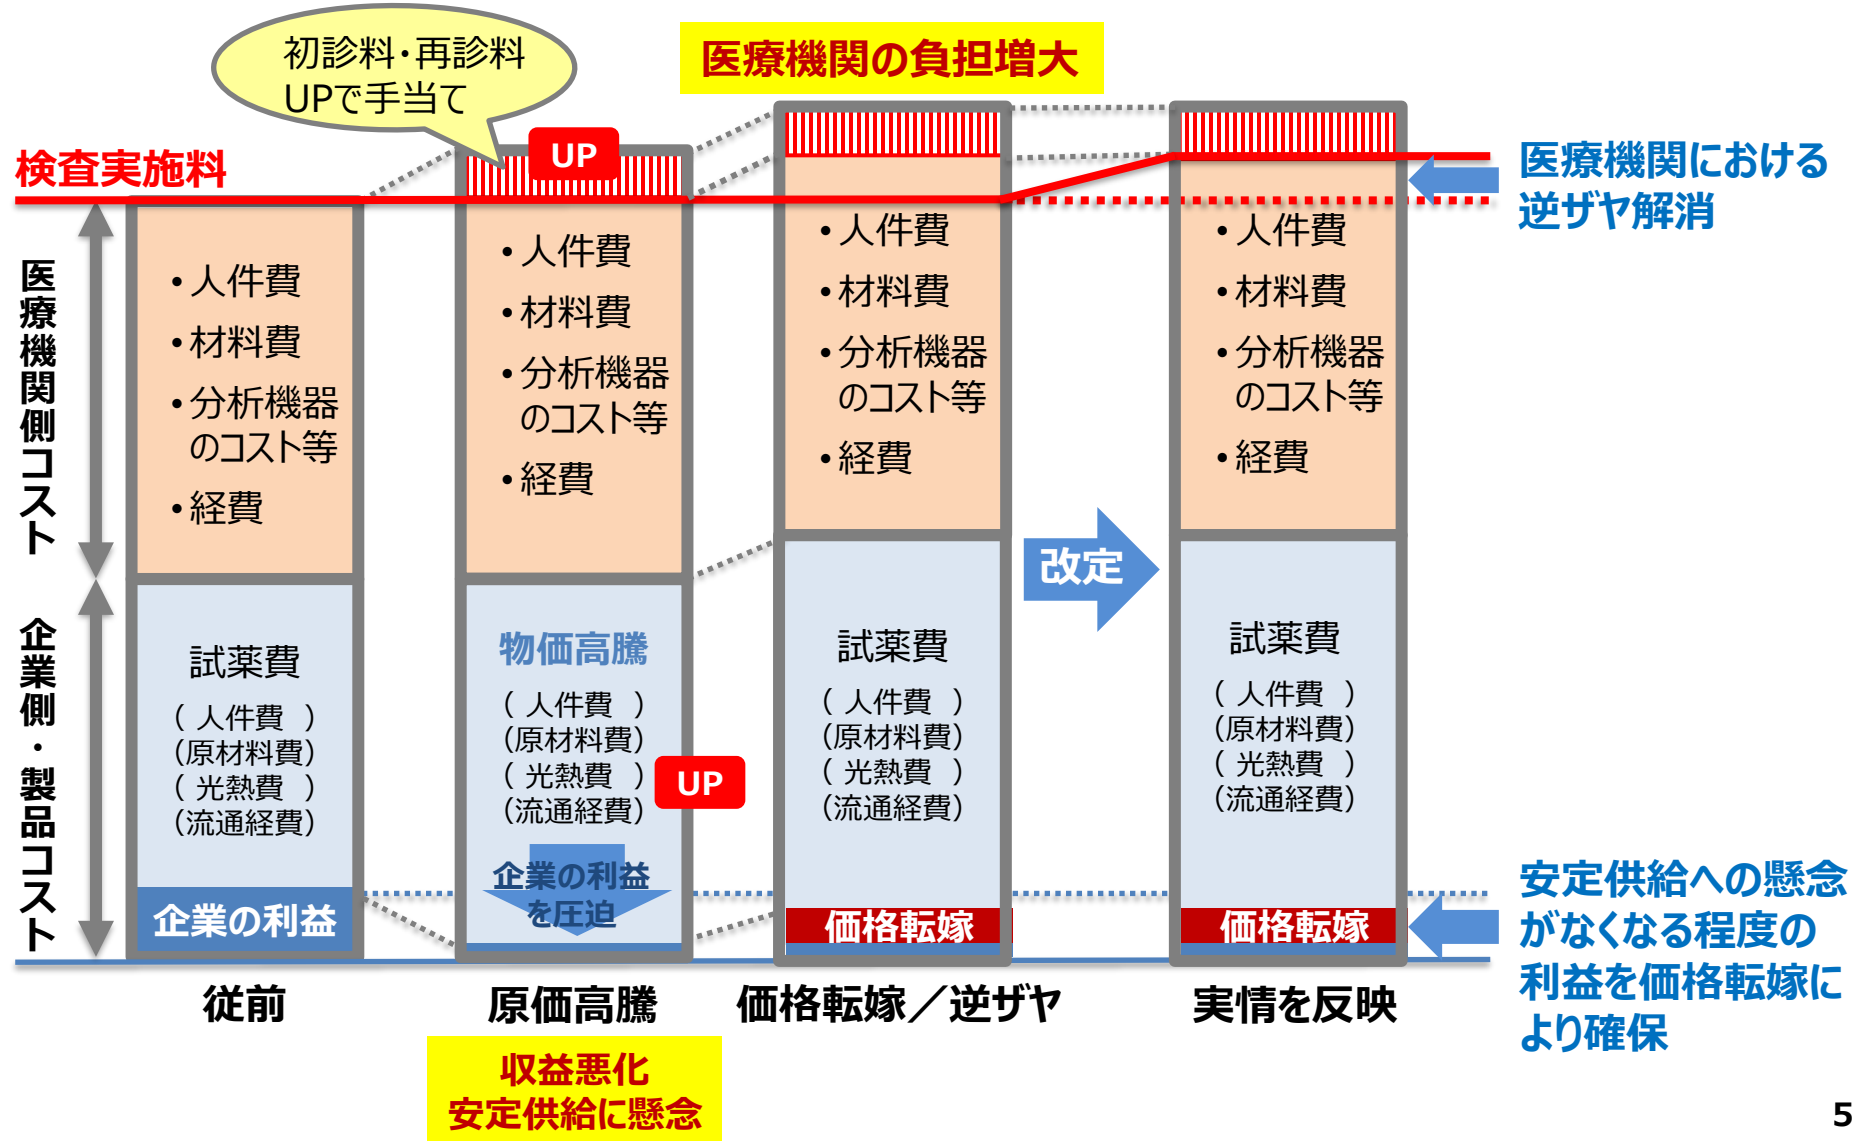 初診料・再診料
UPで手当て
医療機関の負担増大
検査実施料
UP
医療機関における
逆ザヤ解消
医療機関側コスト
企業側・製品コスト
・人件費
・材料費
・分析機器
のコスト等
・経費
試薬費
（ 人件費 ）
（原材料費）
（ 光熱費 ）
（流通経費）
企業の利益
従前
・人件費
・材料費
・分析機器
のコスト等
・経費
物価高騰
（ 人件費 ）
（原材料費）
（ 光熱費 ）
（流通経費）
UP
企業の利益
を圧迫
原価高騰
収益悪化
安定供給に懸念
・人件費
・材料費
・分析機器
のコスト等
・経費
試薬費
（ 人件費 ）
（原材料費）
（ 光熱費 ）
（流通経費）
価格転嫁
価格転嫁／逆ザヤ
改定
・人件費
・材料費
・分析機器
のコスト等
・経費
試薬費
（ 人件費 ）
（原材料費）
（ 光熱費 ）
（流通経費）
価格転嫁
実情を反映
安定供給への懸念
がなくなる程度の
利益を価格転嫁に
より確保
5